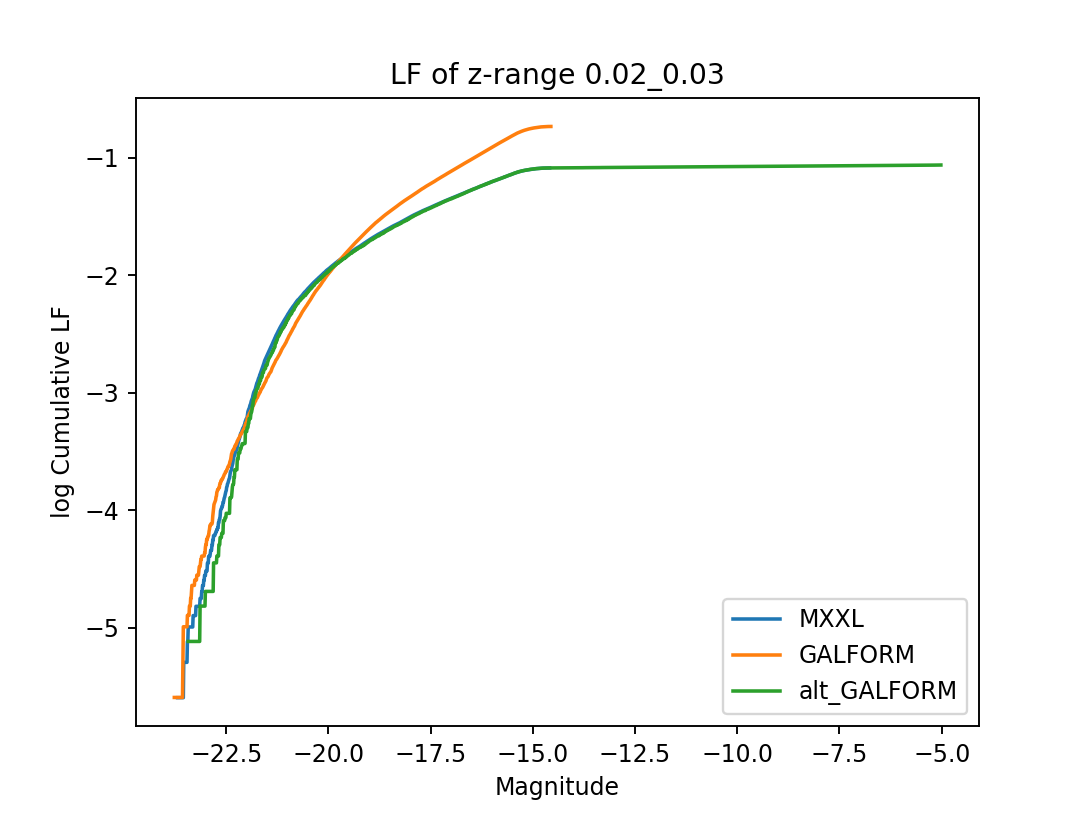 LF of z-range 0.02_0.03
log Cumulative LF
−1
−2
−3
−4
−5
MXXL
GALFORM
alt_GALFORM
−22.5 −20.0 −17.5 −15.0 −12.5 −10.0 −7.5 −5.0
Magnitude